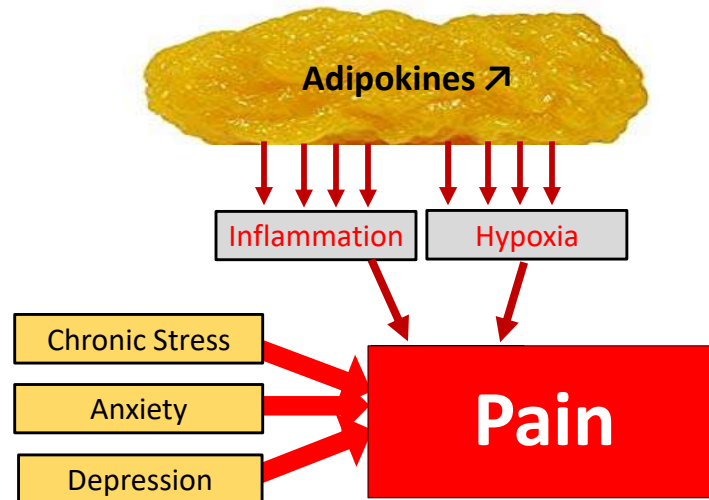 Adipokines ↗
Inflammation
Hypoxia
Chronic Stress
Anxiety
Depression
Pain